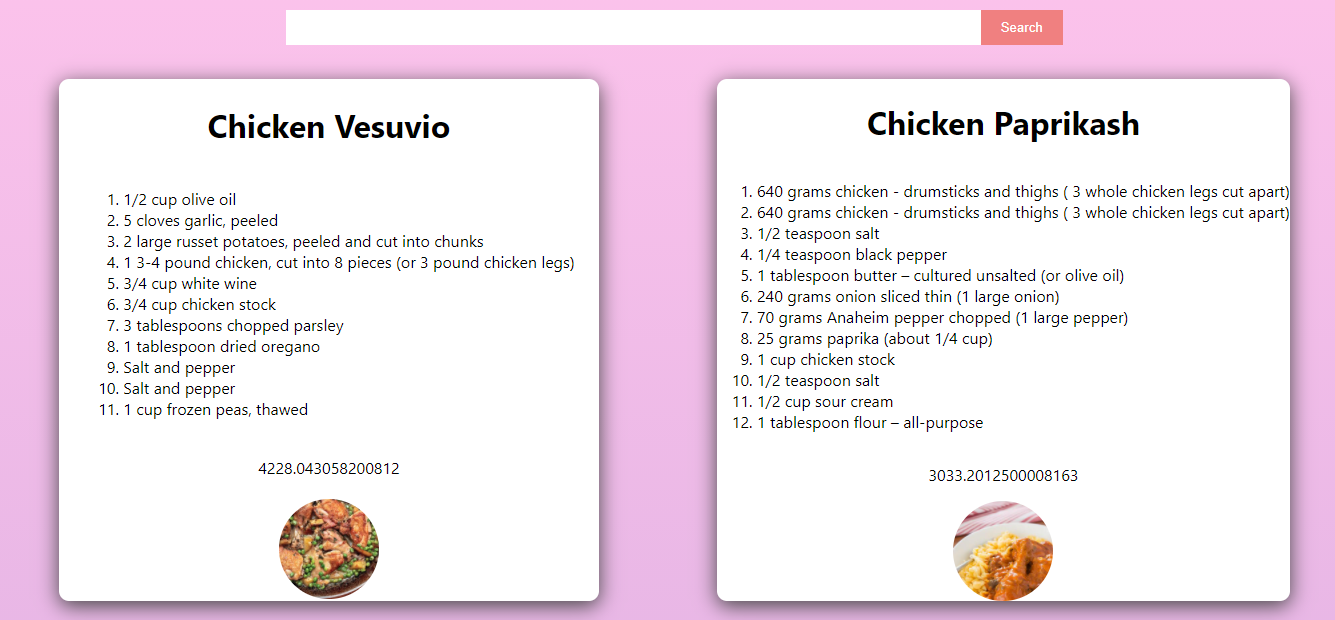 Search
Chicken Vesuvio
1. 1/2 cup olive oil
2. 5 cloves garlic, peeled
3. 2 large russet potatoes, peeled and cut into chunks
4. 1 3-4 pound chicken, cut into 8 pieces (or 3 pound chicken legs)
5. 3/4 cup white wine
6. 3/4 cup chicken stock
7. 3 tablespoons chopped parsley
8. 1 tablespoon dried oregano
9. Salt and pepper
10. Salt and pepper
11. 1 cup frozen peas, thawed
4228.043058200812
Chicken Paprikash
1. 640 grams chicken - drumsticks and thighs ( 3 whole chicken legs cut apart)
2. 640 grams chicken - drumsticks and thighs ( 3 whole chicken legs cut apart)
3. 1/2 teaspoon salt
4. 1/4 teaspoon black pepper
5. 1 tablespoon butter – cultured unsalted (or olive oil)
6. 240 grams onion sliced thin (1 large onion)
7. 70 grams Anaheim pepper chopped (1 large pepper)
8. 25 grams paprika (about 1/4 cup)
9. 1 cup chicken stock
10. 1/2 teaspoon salt
11. 1/2 cup sour cream
12. 1 tablespoon flour – all-purpose
3033.2012500008163